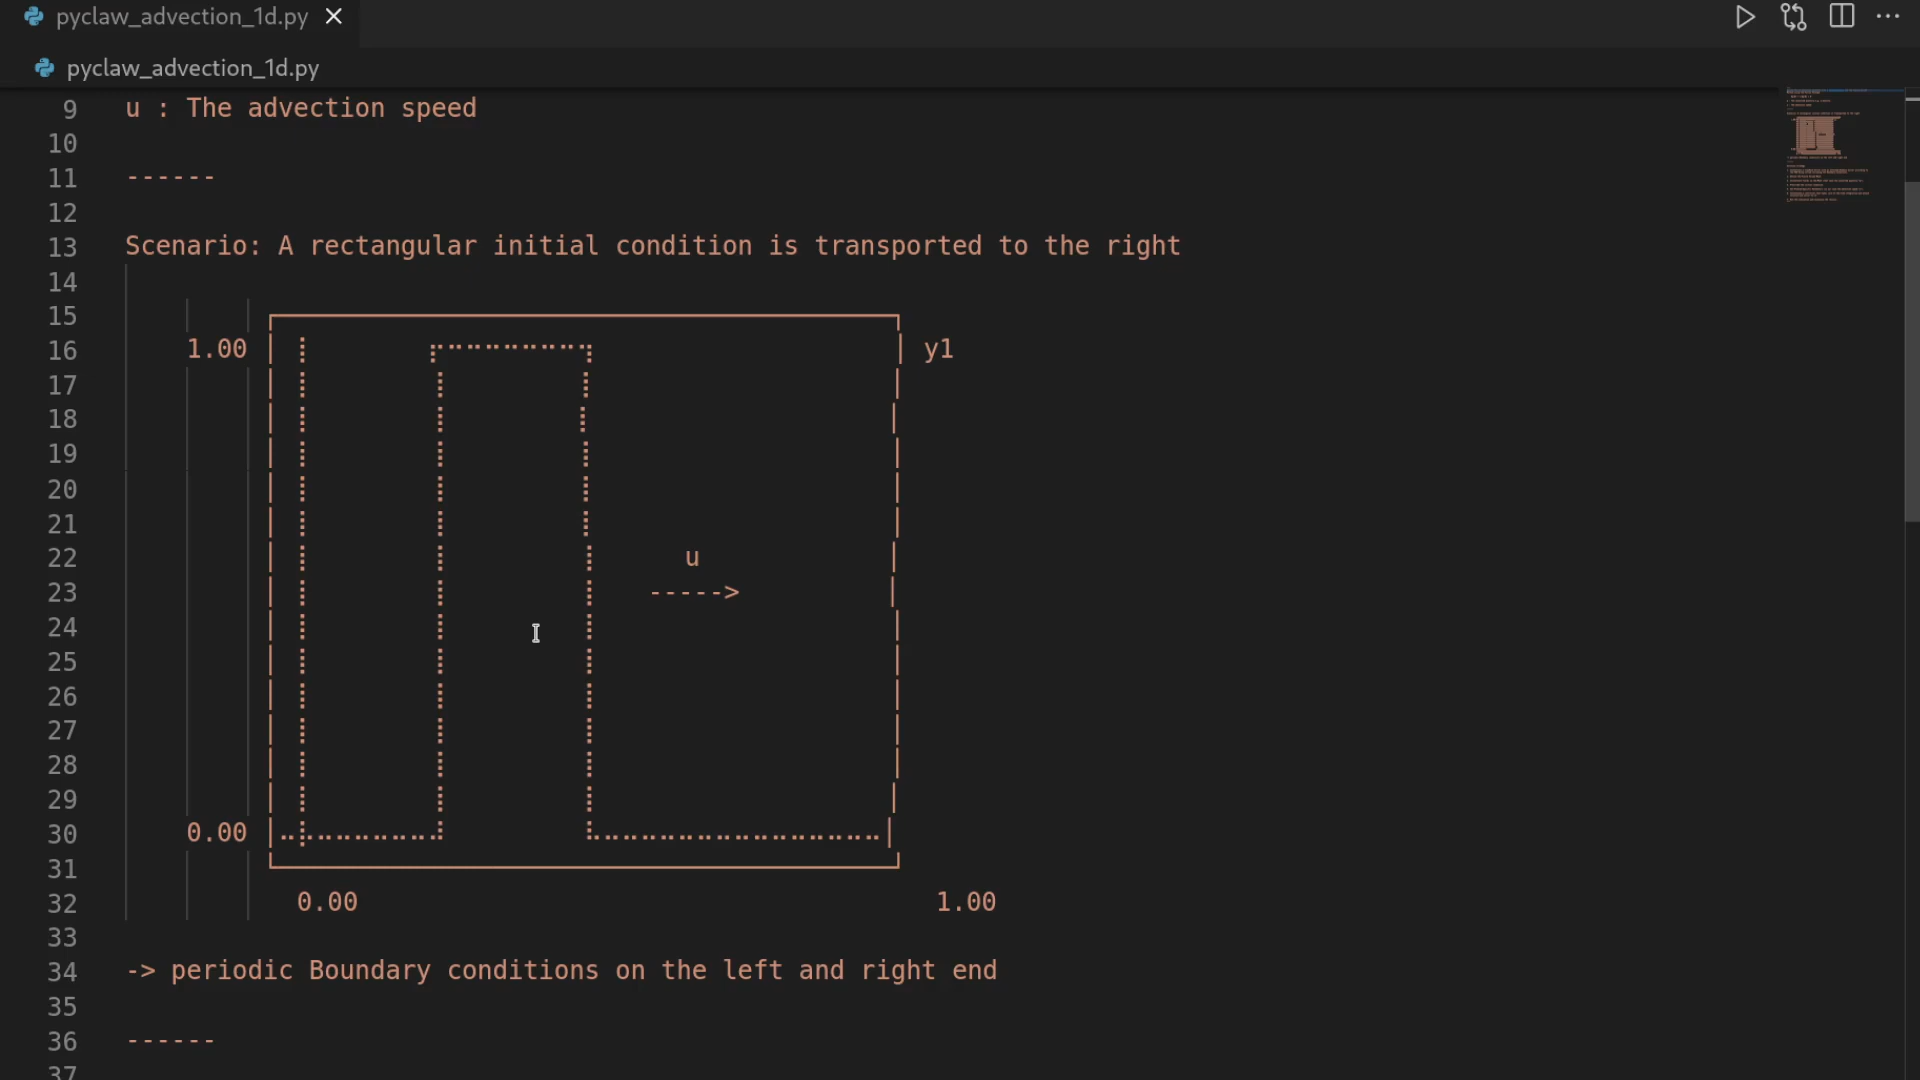 pyclaw_advection_1d.py
pyclaw_advection_1d.py
9 u : The advection speed
10
11 ------
12
13 Scenario: A rectangular initial condition is transported to the right
14
15
16 1.00 y1
17
18
19
20
21
22 u
23 ----->
24
25
26
27
28
29
30 0.00
31
32 0.00 1.00
33
34 -> periodic Boundary conditions on the left and right end
35
36 ------
37